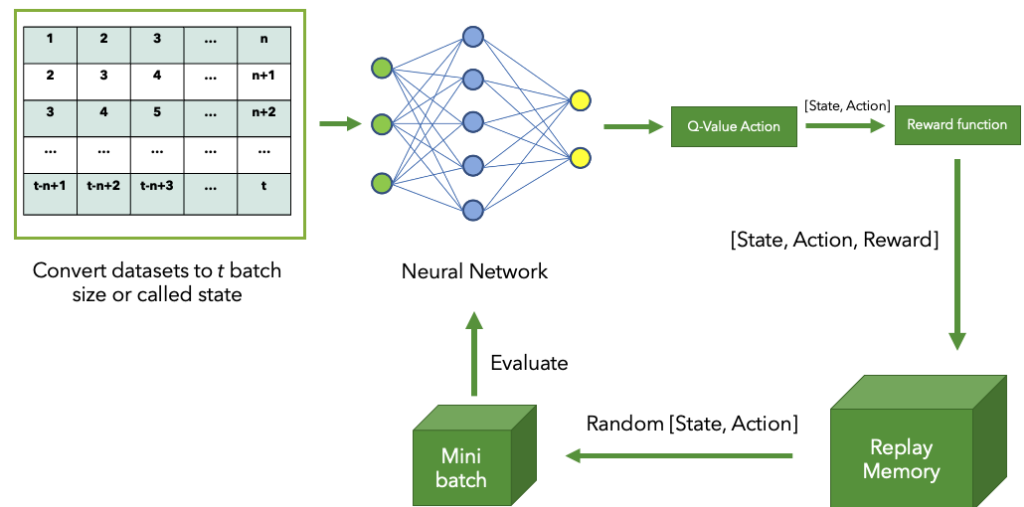 1 2 3 ... n
2 3 4 ... n+1
3 4 5 ... n+2
... ... ... ... ...
t-n+1 t-n+2 t-n+3 ... t
Convert datasets to t batch
size or called state
Neural Network
Q-Value Action
[State, Action]
Reward function
[State, Action, Reward]
Replay
Memory
Random [State, Action]
Mini
batch
Evaluate